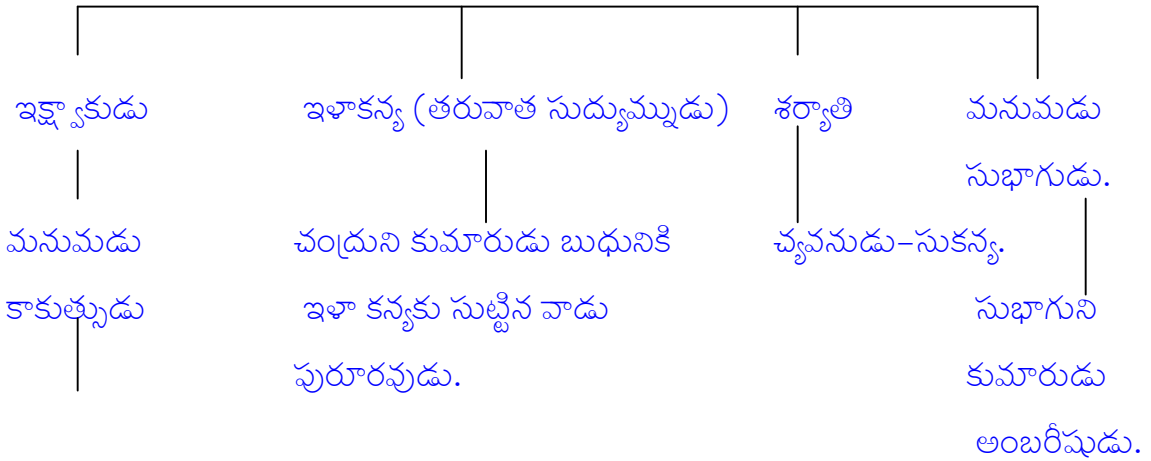 ఇక్ష్వాకుడు ఇళాకన్య (తరువాత సుద్యుమ్నుడు) శర్యాతి మనుమడు
సుభాగుడు.
మనుమడు చంద్రుని కుమారుడు బుధునికి చ్యవనుడు-సుకన్య.
కాకుత్సుడు ఇళా కన్యకు సుట్టిన వాడు సుభాగుని
పురూరవుడు. కుమారుడు
అంబరీషుడు.